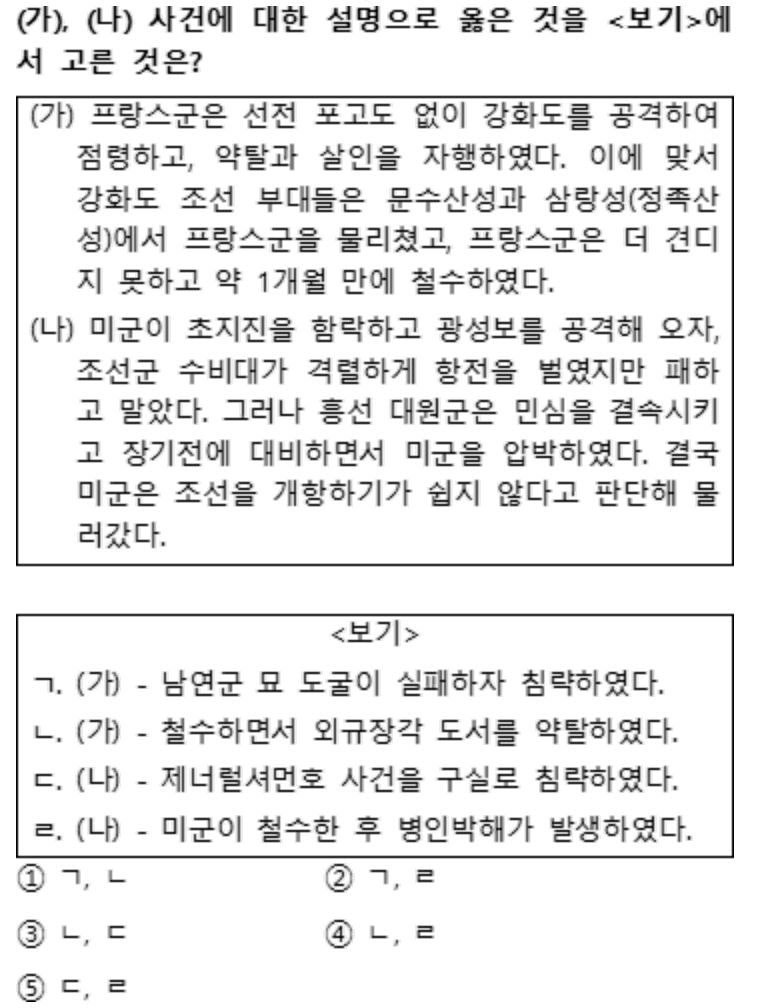 (가), (나) 사건에 대한 설명으로 옳은 것을 <보기>에
서 고른 것은?
(가) 프랑스군은 선전 포고도 없이 강화도를 공격하여
점령하고, 약탈과 살인을 자행하였다. 이에 맞서
강화도 조선 부대들은 문수산성과 삼랑성(정족산
성)에서 프랑스군을 물리쳤고, 프랑스군은 더 견디
지 못하고 약 1개월 만에 철수하였다.
(나) 미군이 초지진을 함락하고 광성보를 공격해 오자,
조선군 수비대가 격렬하게 항전을 벌였지만 패하
고 말았다. 그러나 흥선 대원군은 민심을 결속시키
고 장기전에 대비하면서 미군을 압박하였다. 결국
미군은 조선을 개항하기가 쉽지 않다고 판단해 물
러갔다.
<보기>
ㄱ. (가) - 남연군 묘 도굴이 실패하자 침략하였다.
ㄴ. (가) - 철수하면서 외규장각 도서를 약탈하였다.
ㄷ. (나) - 제너럴셔먼호 사건을 구실로 침략하였다.
ㄹ. (나) - 미군이 철수한 후 병인박해가 발생하였다.
① ㄱ, ㄴ ② ㄱ, ㄹ
③ ㄴ, ㄷ ④ ㄴ, ㄹ
⑤ ㄷ, ㄹ